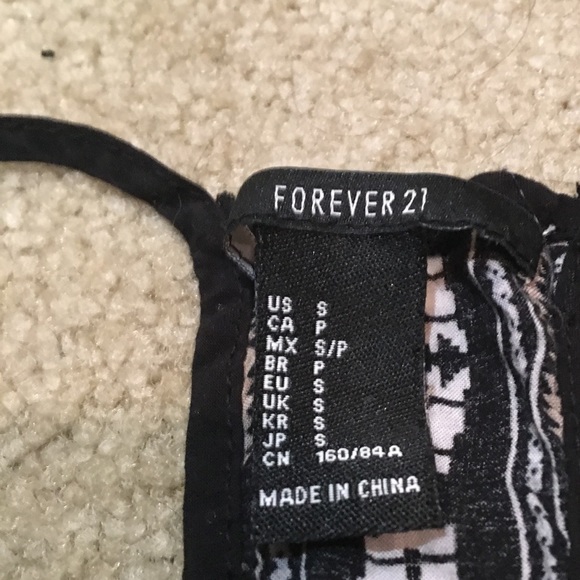 FOREVER 21
US S
CA P
MX S/P
BR P
EU S
UK S
KR S
JP S
CN 160/84A
MADE IN CHINA